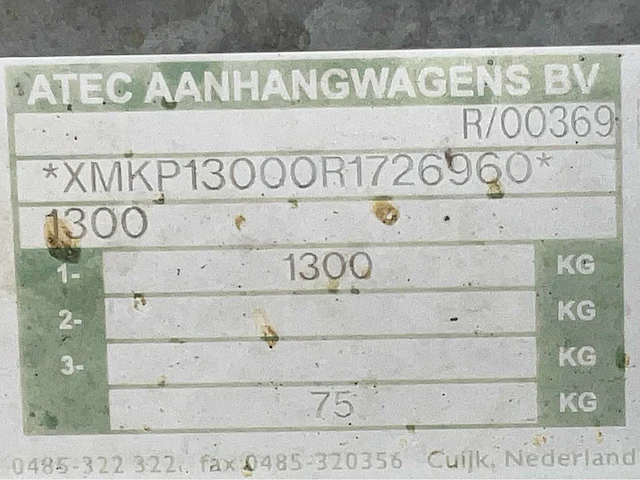 ATEC AANHANGWAGENS BV
R/00369
*XMKP13000R1726960*
1300
1- 1300 KG
2- KG
3- KG
75 KG
0485-322 322. fax 0485-320356 Cuijk, Nederland